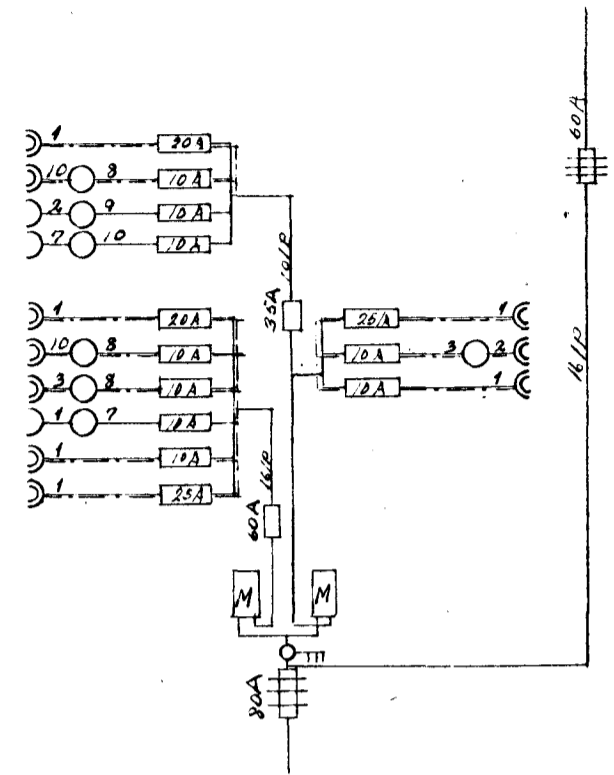 60A
1 20A
10 8 10A
2 9 10A
7 10 10A
10/P
35A
1 20A
10 8 10A
3 8 10A
1 7 10A
1 10A
1 25A
25A 1
10A 3 2
10A 1
16/P
16/P
60A
M M
80A